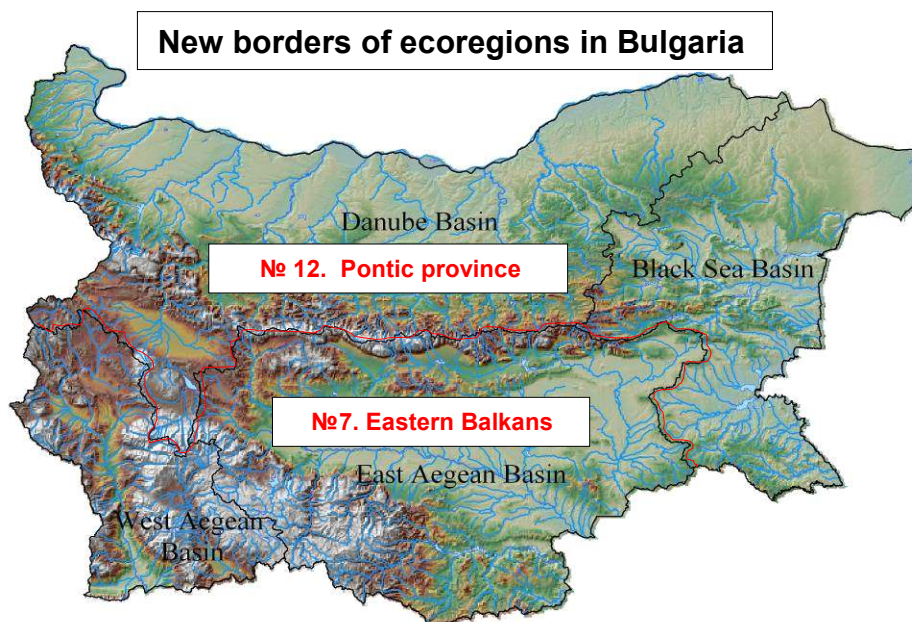 New borders of ecoregions in Bulgaria
Danube Basin
№ 12.  Pontic province
Black Sea Basin
№7. Eastern Balkans
East Aegean Basin
West Aegean
Basin